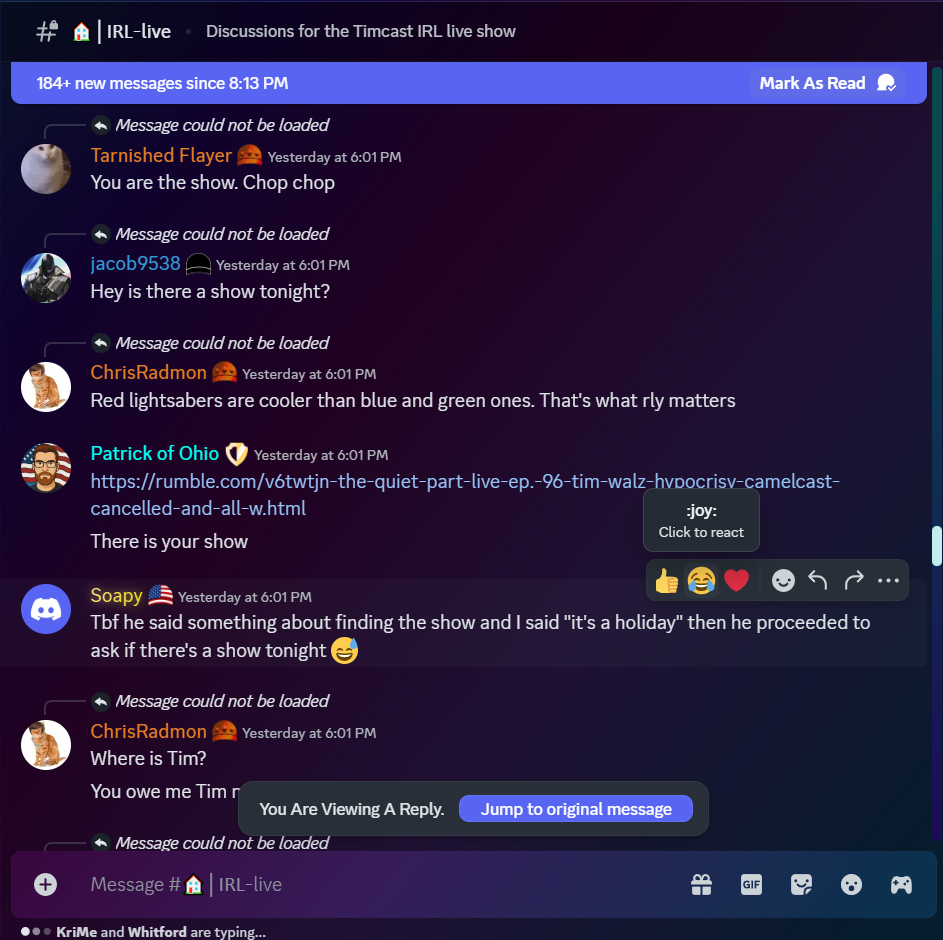 IRL-live • Discussions for the Timcast IRL live show
184+ new messages since 8:13 PM Mark As Read
Message could not be loaded
Tarnished Flayer Yesterday at 6:01 PM
You are the show. Chop chop
Message could not be loaded
jacob9538 Yesterday at 6:01 PM
Hey is there a show tonight?
Message could not be loaded
ChrisRadmon Yesterday at 6:01 PM
Red lightsabers are cooler than blue and green ones. That's what rly matters
Patrick of Ohio Yesterday at 6:01 PM
https://rumble.com/v6twtjn-the-quiet-part-live-ep.-96-tim-walz-hypocrisy-camelcast-
cancelled-and-all-w.html
:joy:
Click to react
There is your show
Soapy Yesterday at 6:01 PM
Tbf he said something about finding the show and I said "it's a holiday" then he proceeded to
ask if there's a show tonight 😅
Message could not be loaded
ChrisRadmon Yesterday at 6:01 PM
Where is Tim?
You owe me Tim
You Are Viewing A Reply. Jump to original message
Message could not be loaded
Message #🏠 | IRL-live
GIF
KriMe and Whitford are typing...